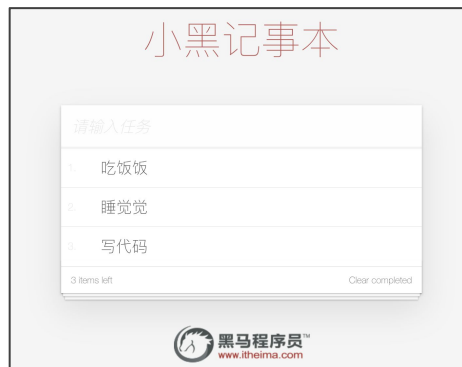 小黑记事本
请输入任务
1. 吃饭饭
2. 睡觉觉
3. 写代码
3 items left Clear completed
黑马程序员™
www.itheima.com